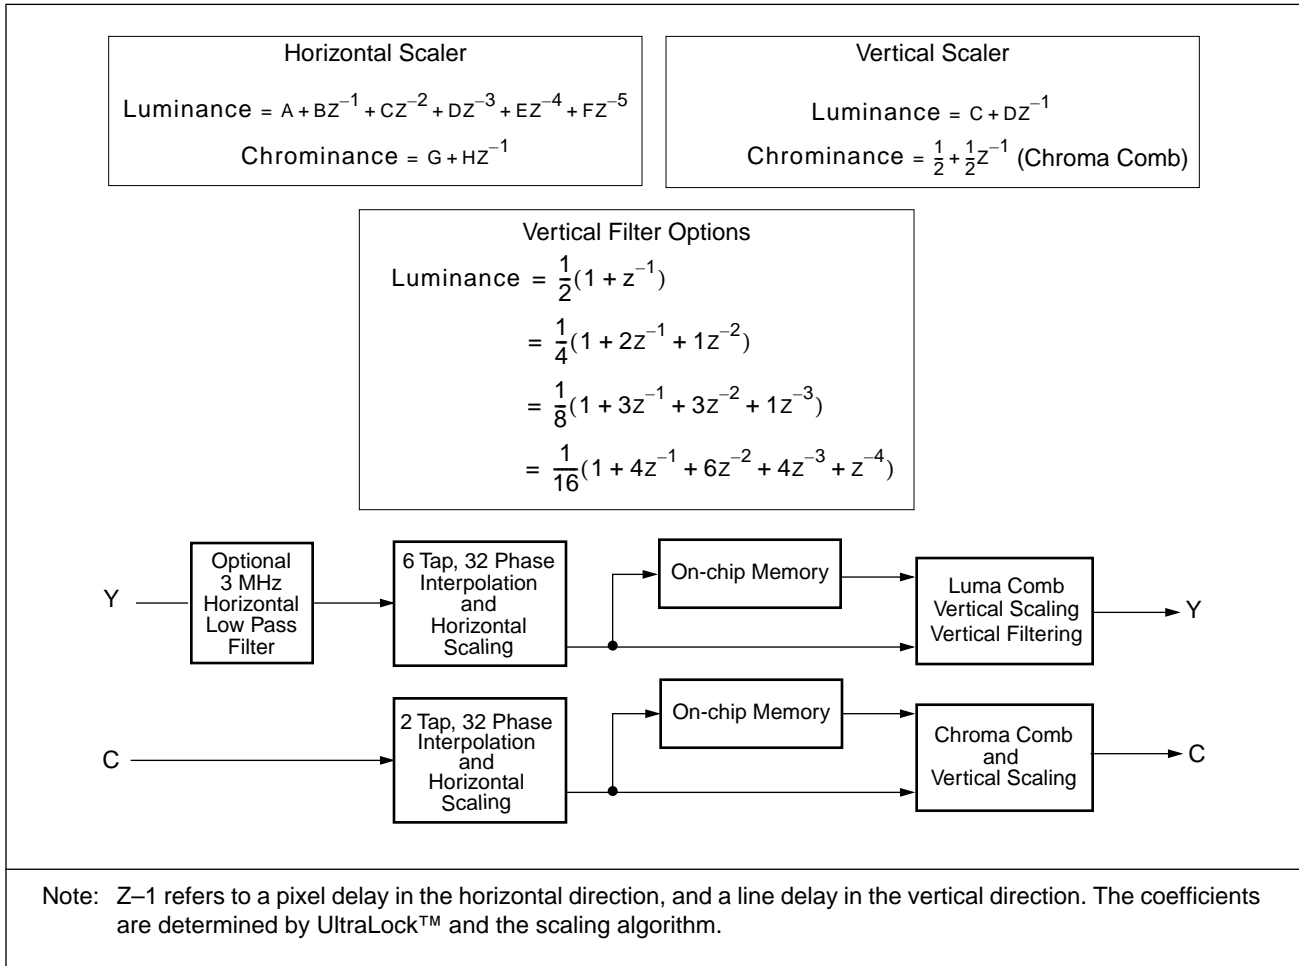 Horizontal Scaler
Luminance = A + BZ⁻¹ + CZ⁻² + DZ⁻³ + EZ⁻⁴ + FZ⁻⁵
Chrominance = G + HZ⁻¹
Vertical Scaler
Luminance = C + DZ⁻¹
Chrominance = 1/2 + 1/2 Z⁻¹ (Chroma Comb)
Vertical Filter Options
Luminance = 1/2 (1 + z⁻¹)
= 1/4 (1 + 2Z⁻¹ + 1Z⁻²)
= 1/8 (1 + 3Z⁻¹ + 3Z⁻² + 1Z⁻³)
= 1/16 (1 + 4Z⁻¹ + 6Z⁻² + 4Z⁻³ + Z⁻⁴)
Y
Optional
3 MHz
Horizontal
Low Pass
Filter
6 Tap, 32 Phase
Interpolation
and
Horizontal
Scaling
On-chip Memory
Luma Comb
Vertical Scaling
Vertical Filtering
Y
C
2 Tap, 32 Phase
Interpolation
and
Horizontal
Scaling
On-chip Memory
Chroma Comb
and
Vertical Scaling
C
Note: Z–1 refers to a pixel delay in the horizontal direction, and a line delay in the vertical direction. The coefficients
are determined by UltraLock™ and the scaling algorithm.